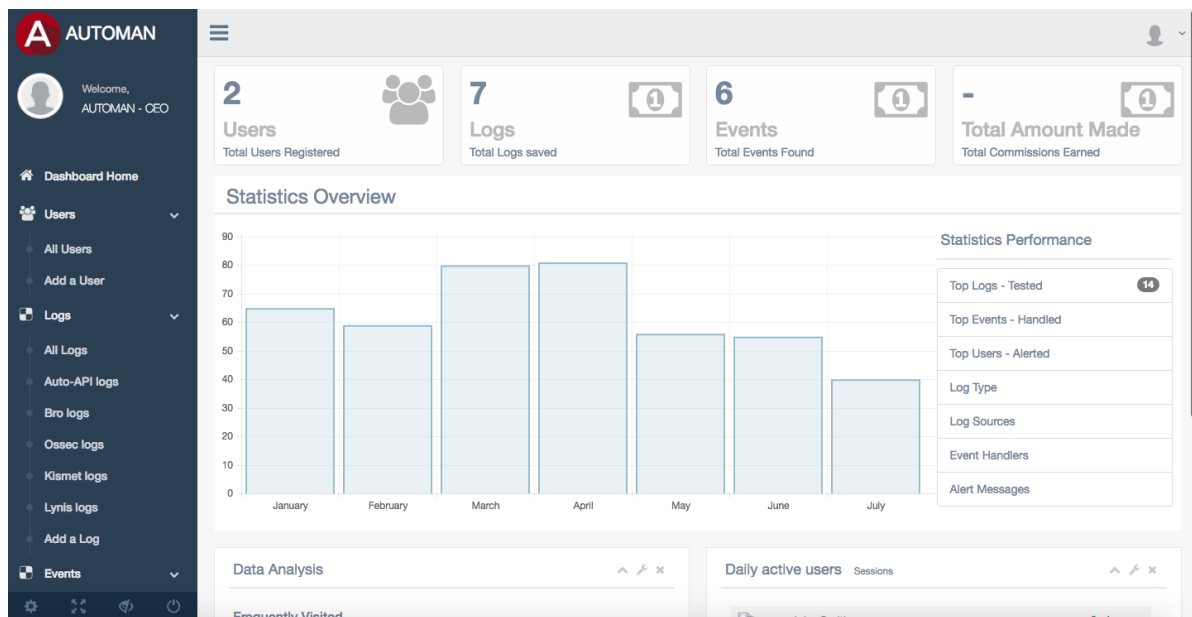 AUTOMAN
Welcome,
AUTOMAN - CEO
Dashboard Home
Users
All Users
Add a User
Logs
All Logs
Auto-API logs
Bro logs
Ossec logs
Kismet logs
Lynis logs
Add a Log
Events
2
Users
Total Users Registered
7
Logs
Total Logs saved
6
Events
Total Events Found
-
Total Amount Made
Total Commissions Earned
Statistics Overview
90
80
70
60
50
40
30
20
10
0
January February March April May June July
Statistics Performance
Top Logs - Tested 14
Top Events - Handled
Top Users - Alerted
Log Type
Log Sources
Event Handlers
Alert Messages
Data Analysis
Frequently Visited
Daily active users Sessions